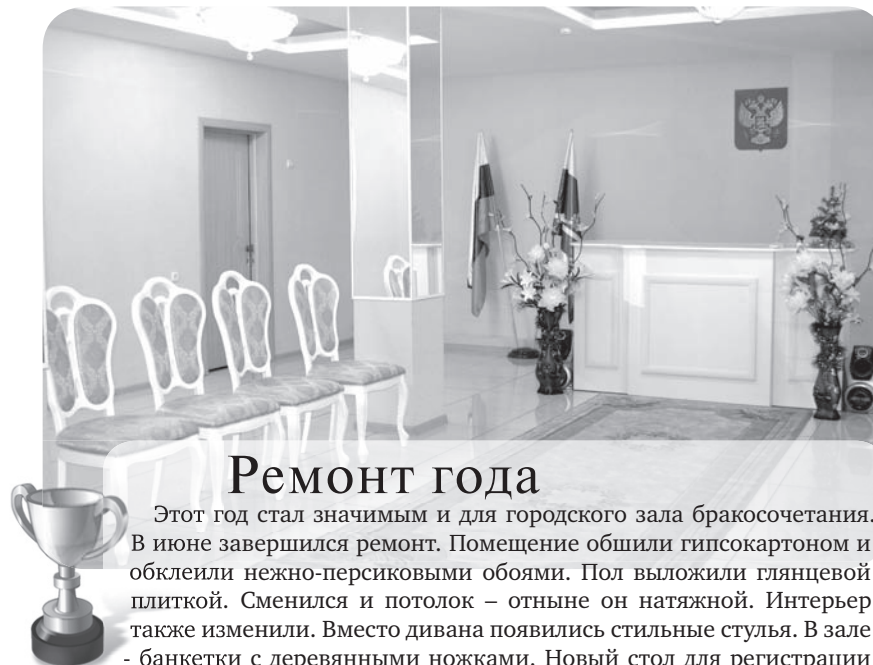 Ремонт года
Этот год стал значимым и для городского зала бракосочетания.
В июне завершился ремонт. Помещение обшили гипсокартоном и
обклеили нежно-персиковыми обоями. Пол выложили глянцевой
плиткой. Сменился и потолок – отныне он натяжной. Интерьер
также изменили. Вместо дивана появились стильные стулья. В зале
- банкетки с деревянными ножками. Новый стол для регистрации